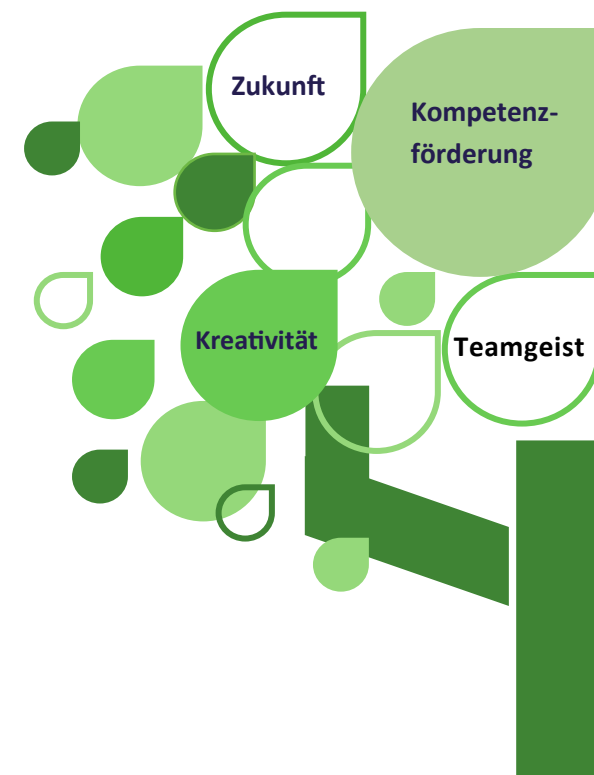 Zukunft
Kompetenz-
förderung
Kreativität
Teamgeist